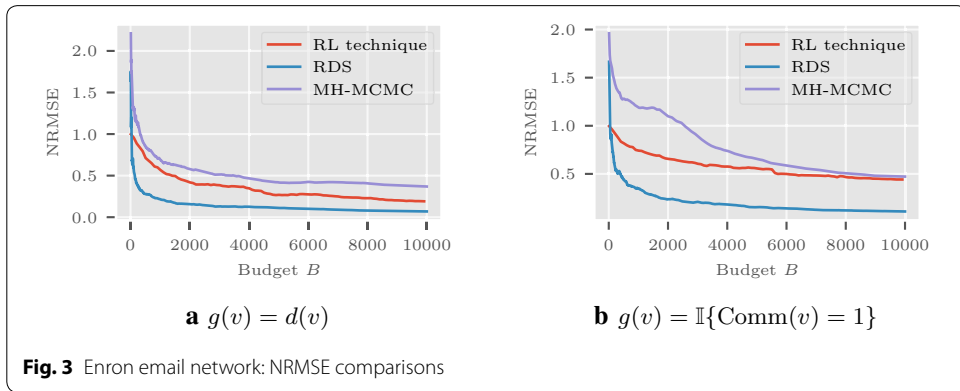 NRMSE
2.0
1.5
1.0
0.5
0.0
RL technique
RDS
MH-MCMC
0 2000 4000 6000 8000 10000
Budget B
a g(v) = d(v)
NRMSE
2.0
1.5
1.0
0.5
RL technique
RDS
MH-MCMC
0 2000 4000 6000 8000 10000
Budget B
b g(v) = 𝕀{Comm(v) = 1}
Fig. 3 Enron email network: NRMSE comparisons